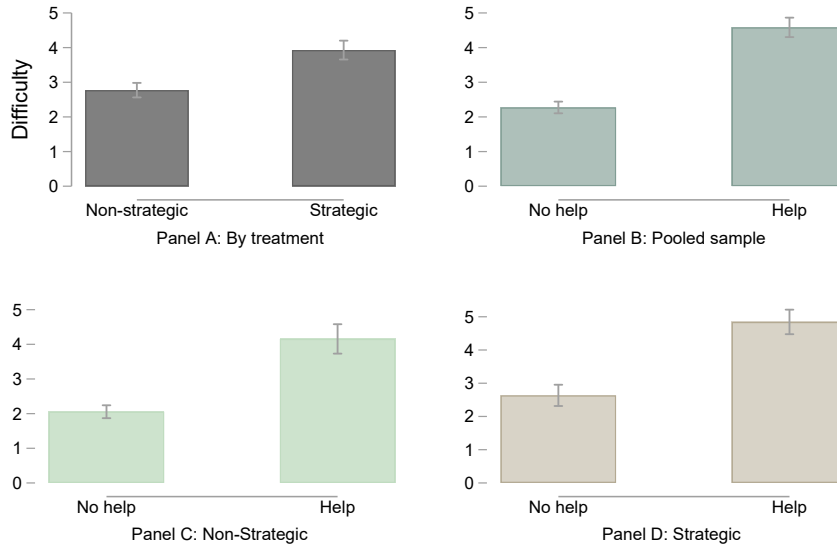 Difficulty
5
4
3
2
1
0
Non-strategic
Strategic
Panel A: By treatment
5
4
3
2
1
0
No help
Help
Panel B: Pooled sample
5
4
3
2
1
0
No help
Help
Panel C: Non-Strategic
5
4
3
2
1
0
No help
Help
Panel D: Strategic